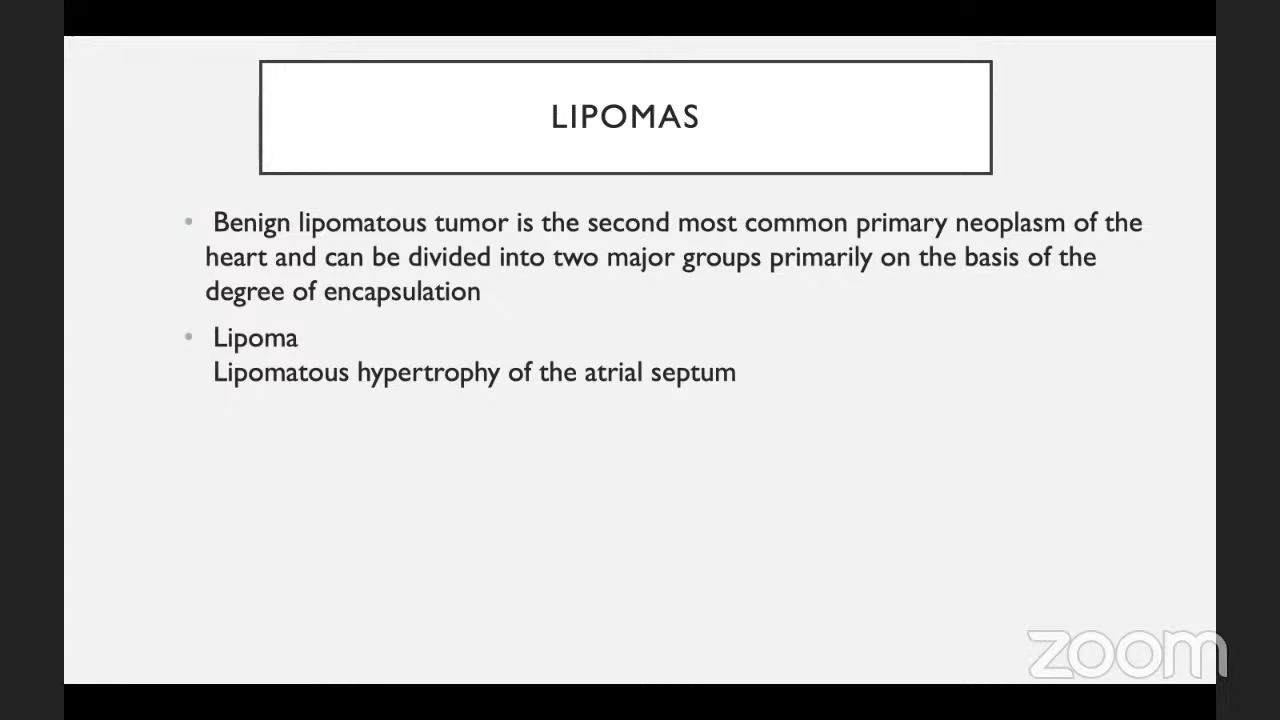 LIPOMAS
• Benign lipomatous tumor is the second most common primary neoplasm of the
heart and can be divided into two major groups primarily on the basis of the
degree of encapsulation
• Lipoma
Lipomatous hypertrophy of the atrial septum
zoom